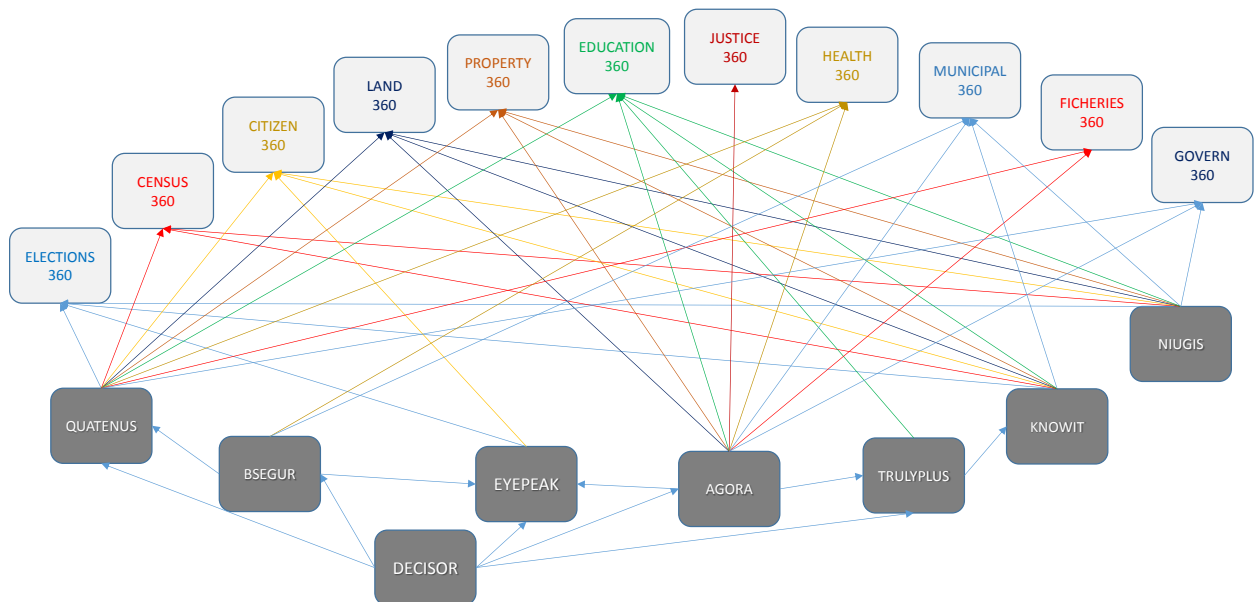 JUSTICE
360
EDUCATION
360
HEALTH
360
PROPERTY
360
MUNICIPAL
360
LAND
360
FICHERIES
360
CITIZEN
360
GOVERN
360
CENSUS
360
ELECTIONS
360
NIUGIS
QUATENUS
KNOWIT
BSEGUR
EYEPEAK
AGORA
TRULYPLUS
DECISOR